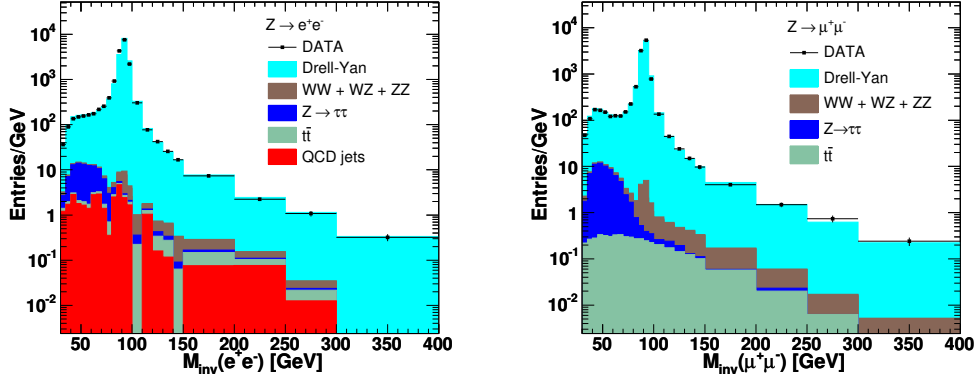 Z → e⁺e⁻
DATA
Drell-Yan
WW + WZ + ZZ
Z → ττ
tt̄
QCD jets
Entries/GeV
10⁴
10³
10²
10
1
10⁻¹
10⁻²
50 100 150 200 250 300 350 400
M_inv(e⁺e⁻) [GeV]
Z → μ⁺μ⁻
DATA
Drell-Yan
WW + WZ + ZZ
Z→ττ
tt̄
Entries/GeV
10⁴
10³
10²
10
1
10⁻¹
10⁻²
50 100 150 200 250 300 350 400
M_inv(μ⁺μ⁻) [GeV]